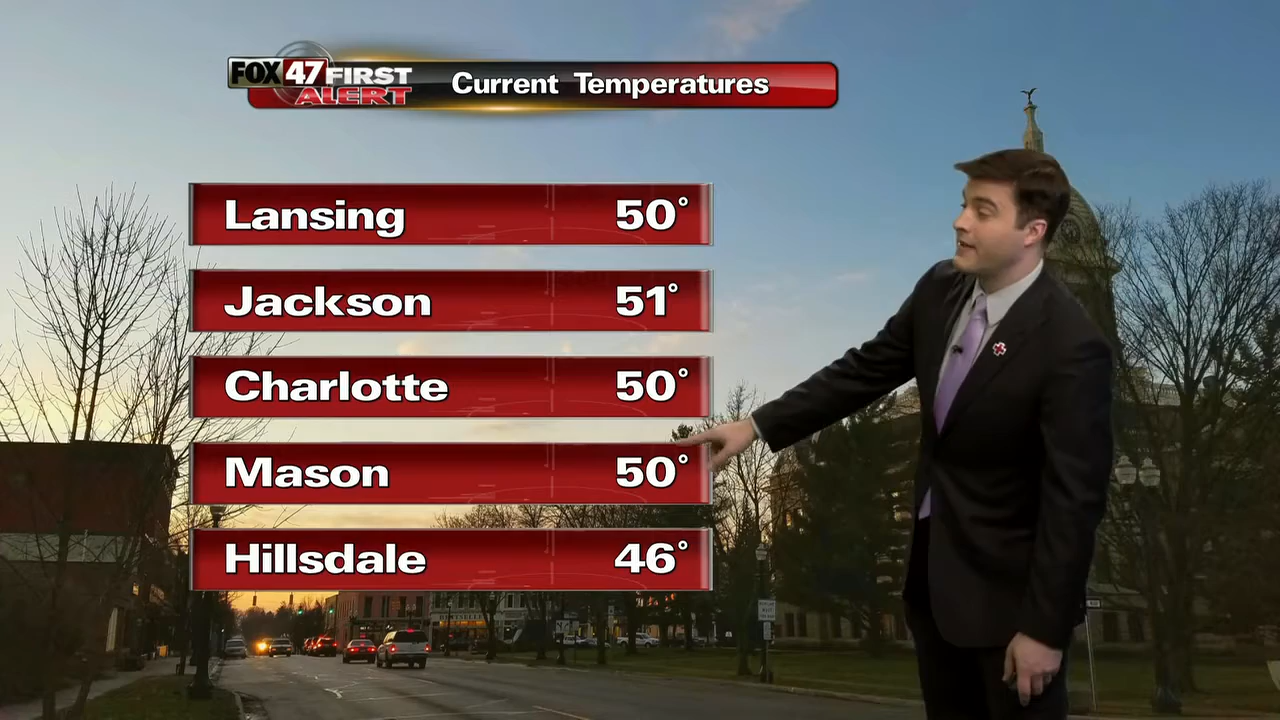 FOX 47 FIRST
ALERT
Current Temperatures
Lansing 50°
Jackson 51°
Charlotte 50°
Mason 50°
Hillsdale 46°